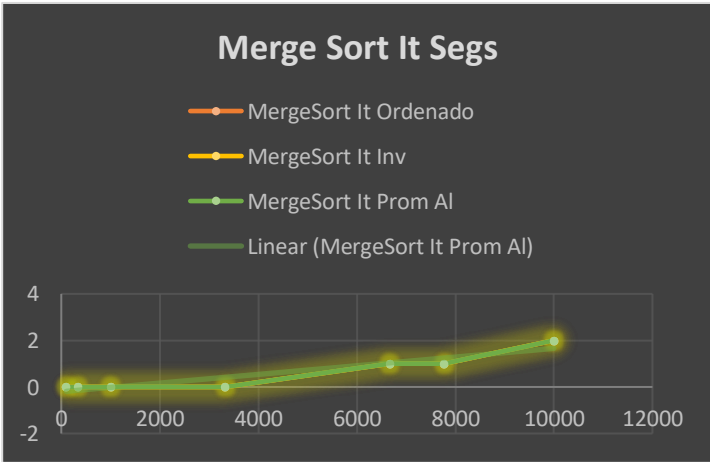 Merge Sort It Segs
MergeSort It Ordenado
MergeSort It Inv
MergeSort It Prom Al
Linear (MergeSort It Prom Al)
4
2
0
-2
0 2000 4000 6000 8000 10000 12000